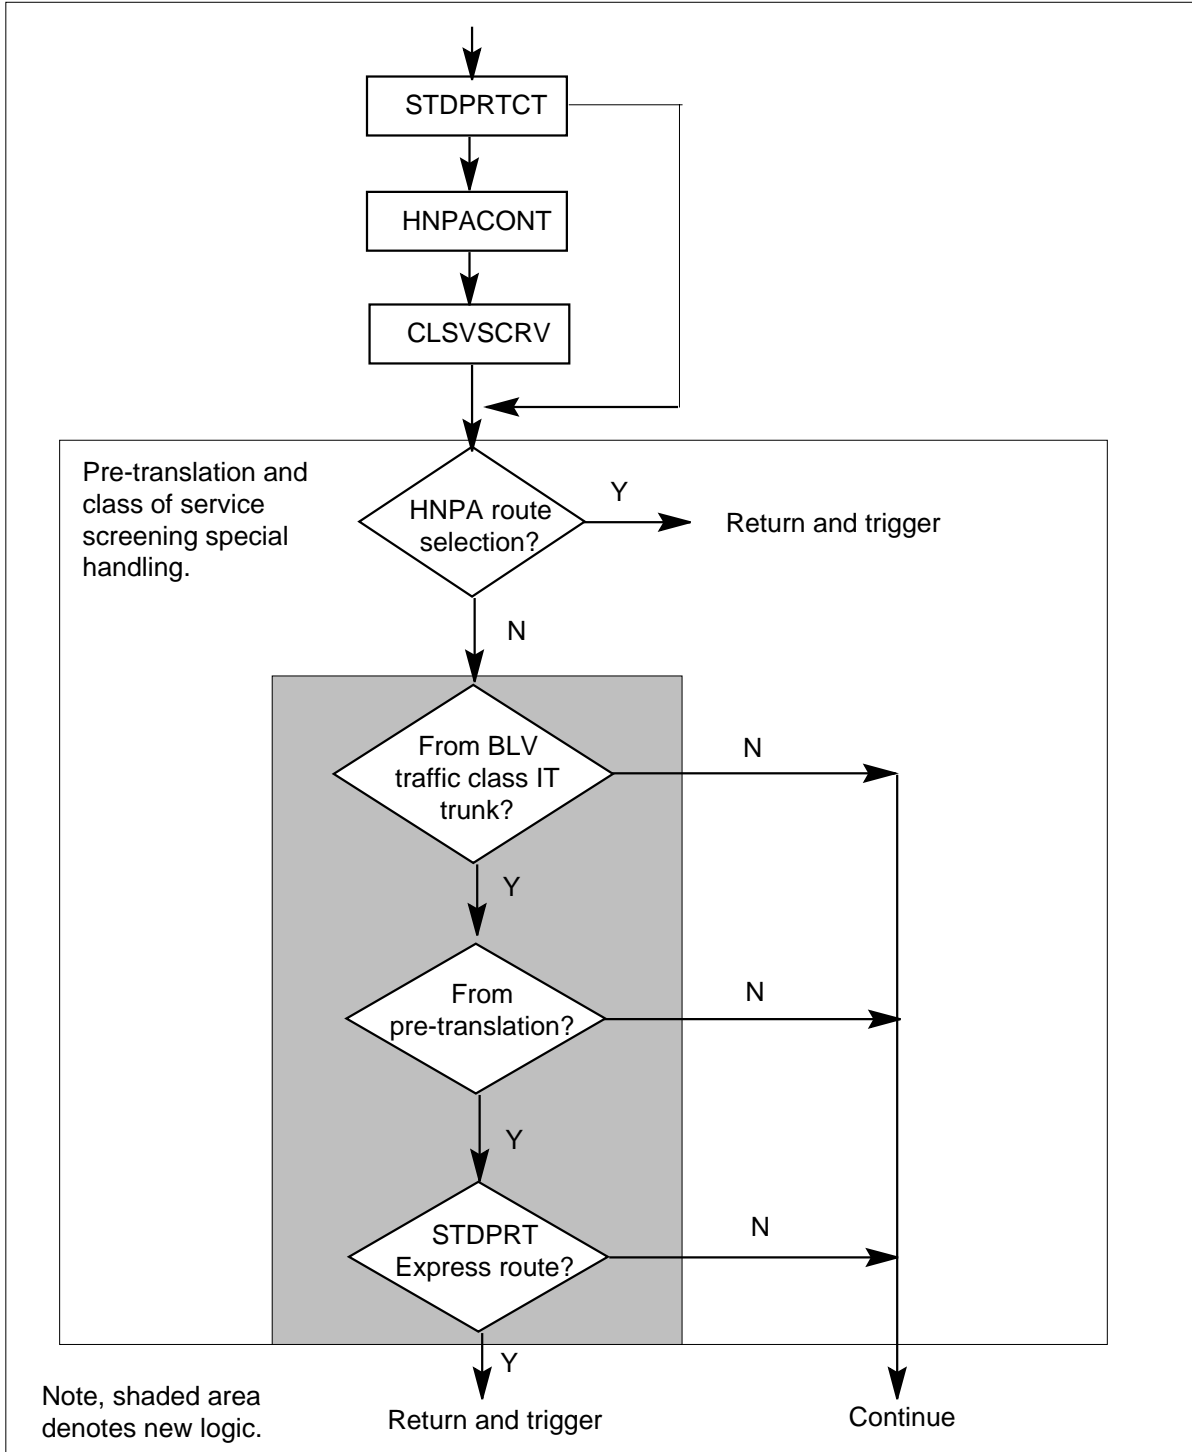 STDPRTCT
HNPACONT
CLSVSCRV
Pre-translation and
class of service
screening special
handling.
HNPA route
selection?
Y
Return and trigger
N
From BLV
traffic class IT
trunk?
N
Y
From
pre-translation?
N
Y
STDPRT
Express route?
N
Y
Note, shaded area
denotes new logic.
Return and trigger
Continue